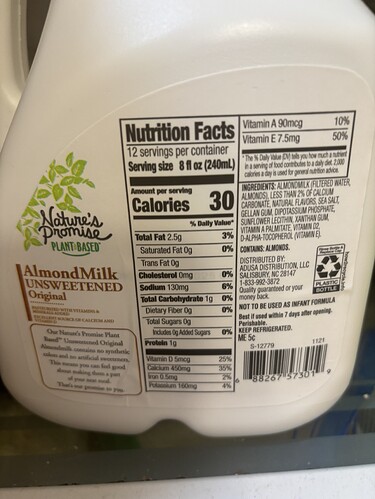 Nature's
Promise
PLANT-BASED
AlmondMilk
UNSWEETENED
Original
Our Nature's Promise Plant
Based™ Unsweetened Original
Almondmilk contains no synthetic
colors and no artificial sweeteners.
This means you can feel good
about making them a part
of your next meal.
That's our promise to you.
Nutrition Facts
12 servings per container
Serving size 8 fl oz (240mL)
Amount per serving
Calories 30
% Daily Value*
Total Fat 2.5g 3%
Saturated Fat 0g 0%
Trans Fat 0g
Cholesterol 0mg 0%
Sodium 130mg 6%
Total Carbohydrate 1g 0%
Dietary Fiber 0g 0%
Total Sugars 0g
Includes 0g Added Sugars 0%
Protein 1g
Vitamin D 5mcg 25%
Calcium 450mg 35%
Iron 0.5mg 2%
Potassium 160mg 4%
Vitamin A 90mcg 10%
Vitamin E 7.5mg 50%
*The % Daily Value (DV) tells you how much a nutrient
in a serving of food contributes to a daily diet. 2,000
calories a day is used for general nutrition advice.
INGREDIENTS: ALMONDMILK (FILTERED WATER,
ALMONDS), LESS THAN 2% OF CALCIUM
CARBONATE, NATURAL FLAVORS, SEA SALT,
GELLAN GUM, DIPOTASSIUM PHOSPHATE,
SUNFLOWER LECITHIN, XANTHAN GUM,
VITAMIN A PALMITATE, VITAMIN D2,
D-ALPHA-TOCOPHEROL (VITAMIN E).
CONTAINS: ALMONDS.
DISTRIBUTED BY:
ADUSA DISTRIBUTION, LLC
SALISBURY, NC 28147
1-833-992-3872
Quality guaranteed or your
money back.
NOT TO BE USED AS INFANT FORMULA
Best if used within 7 days after opening.
Perishable.
KEEP REFRIGERATED.
ME 5c
PLASTIC
BOTTLE
S-12779 1121
88267 57301 9